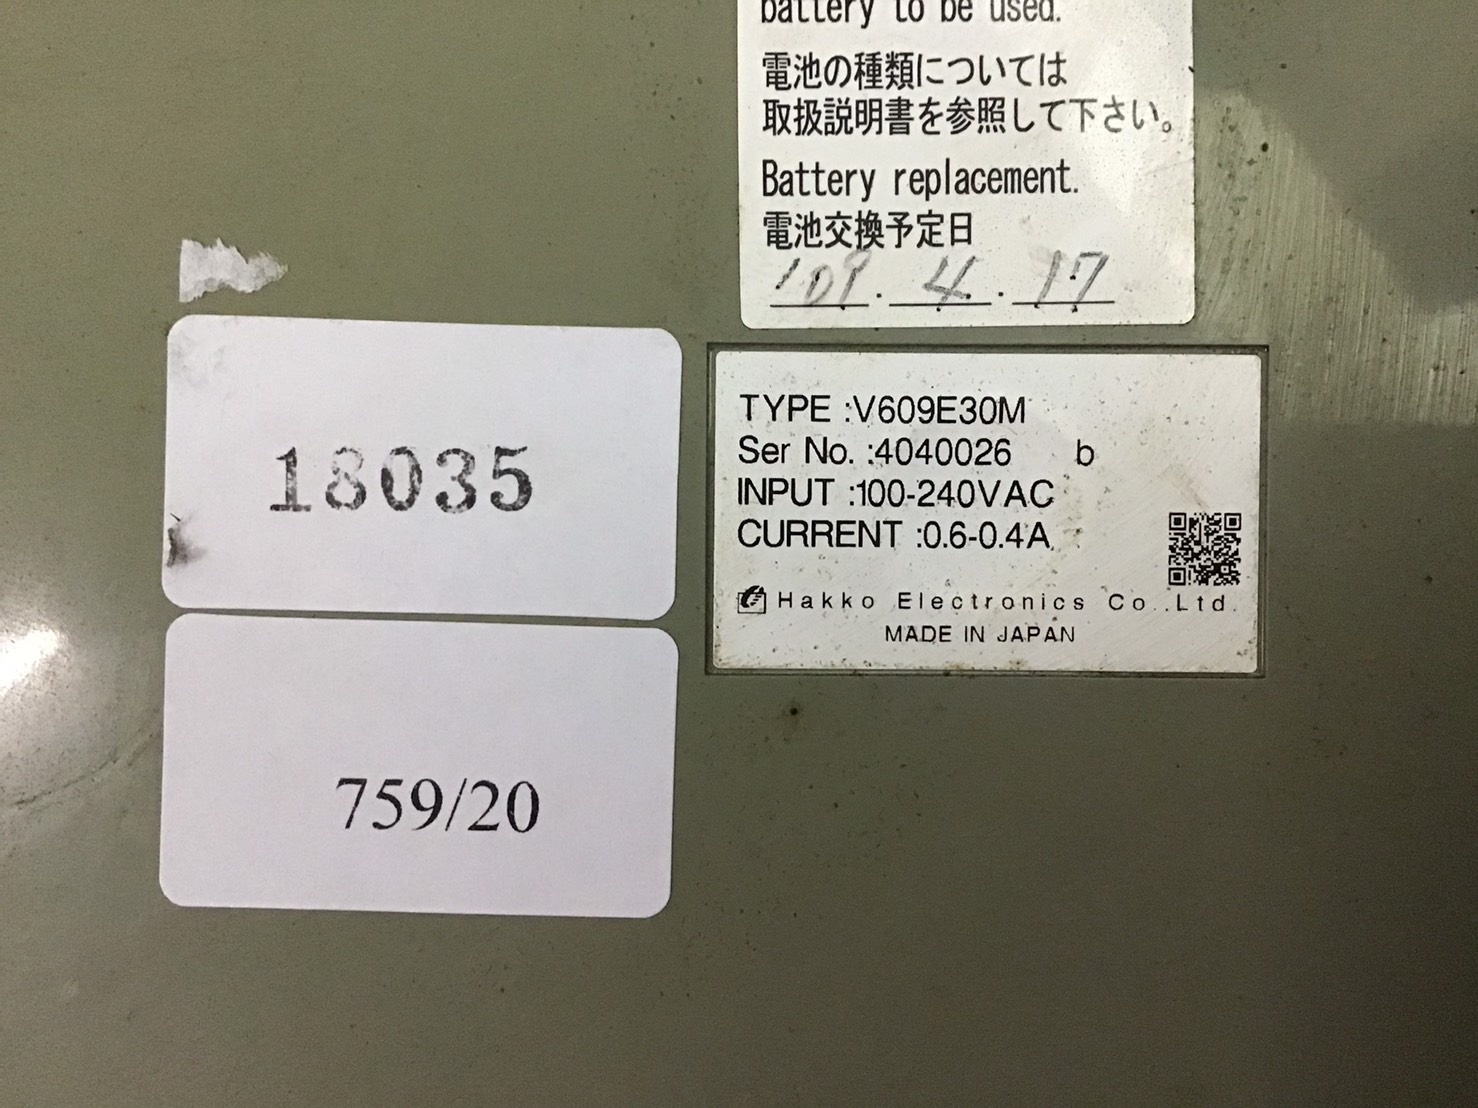 battery to be used.
電池の種類については
取扱説明書を参照して下さい。
Battery replacement.
電池交換予定日
'09. 4. 17
18035
759/20
TYPE :V609E30M
Ser No. :4040026 b
INPUT :100-240VAC
CURRENT :0.6-0.4A
Hakko Electronics Co.,Ltd.
MADE IN JAPAN